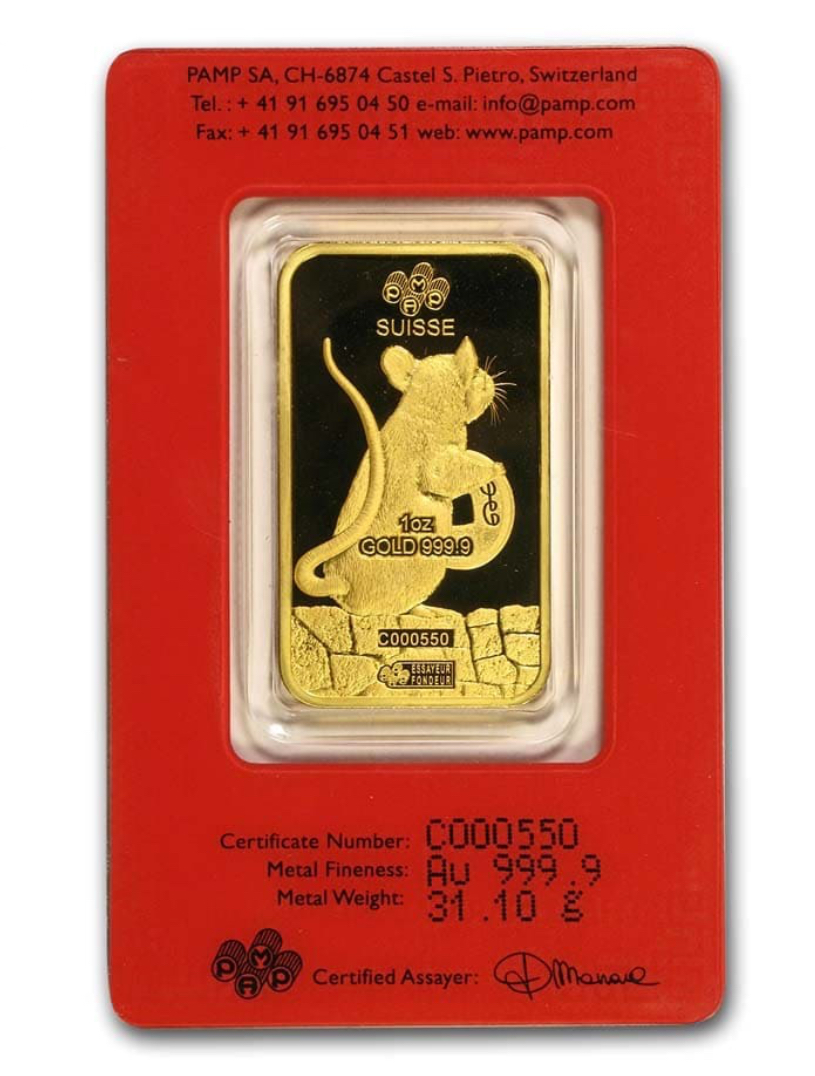 PAMP SA, CH-6874 Castel S. Pietro, Switzerland
Tel. : + 41 91 695 04 50 e-mail: info@pamp.com
Fax: + 41 91 695 04 51 web: www.pamp.com
PAMP
SUISSE
1oz
GOLD 999.9
C000550
ESSAYEUR
FONDEUR
Certificate Number: C000550
Metal Fineness: Au 999.9
Metal Weight: 31.10 g
PAMP Certified Assayer: